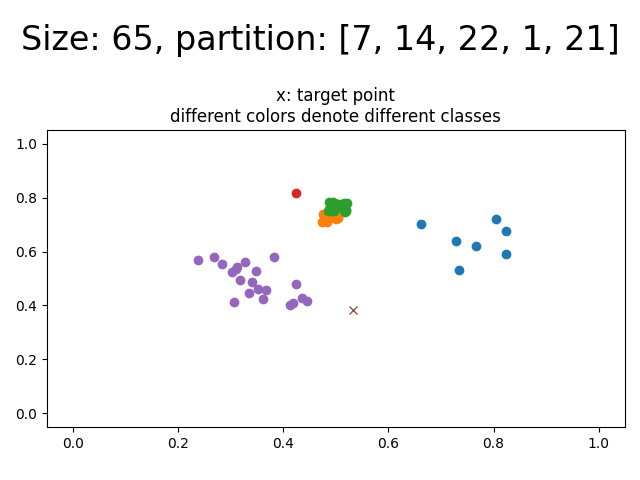 Size: 65, partition: [7, 14, 22, 1, 21]
x: target point
different colors denote different classes
1.0
0.8
0.6
0.4
0.2
0.0
0.0 0.2 0.4 0.6 0.8 1.0